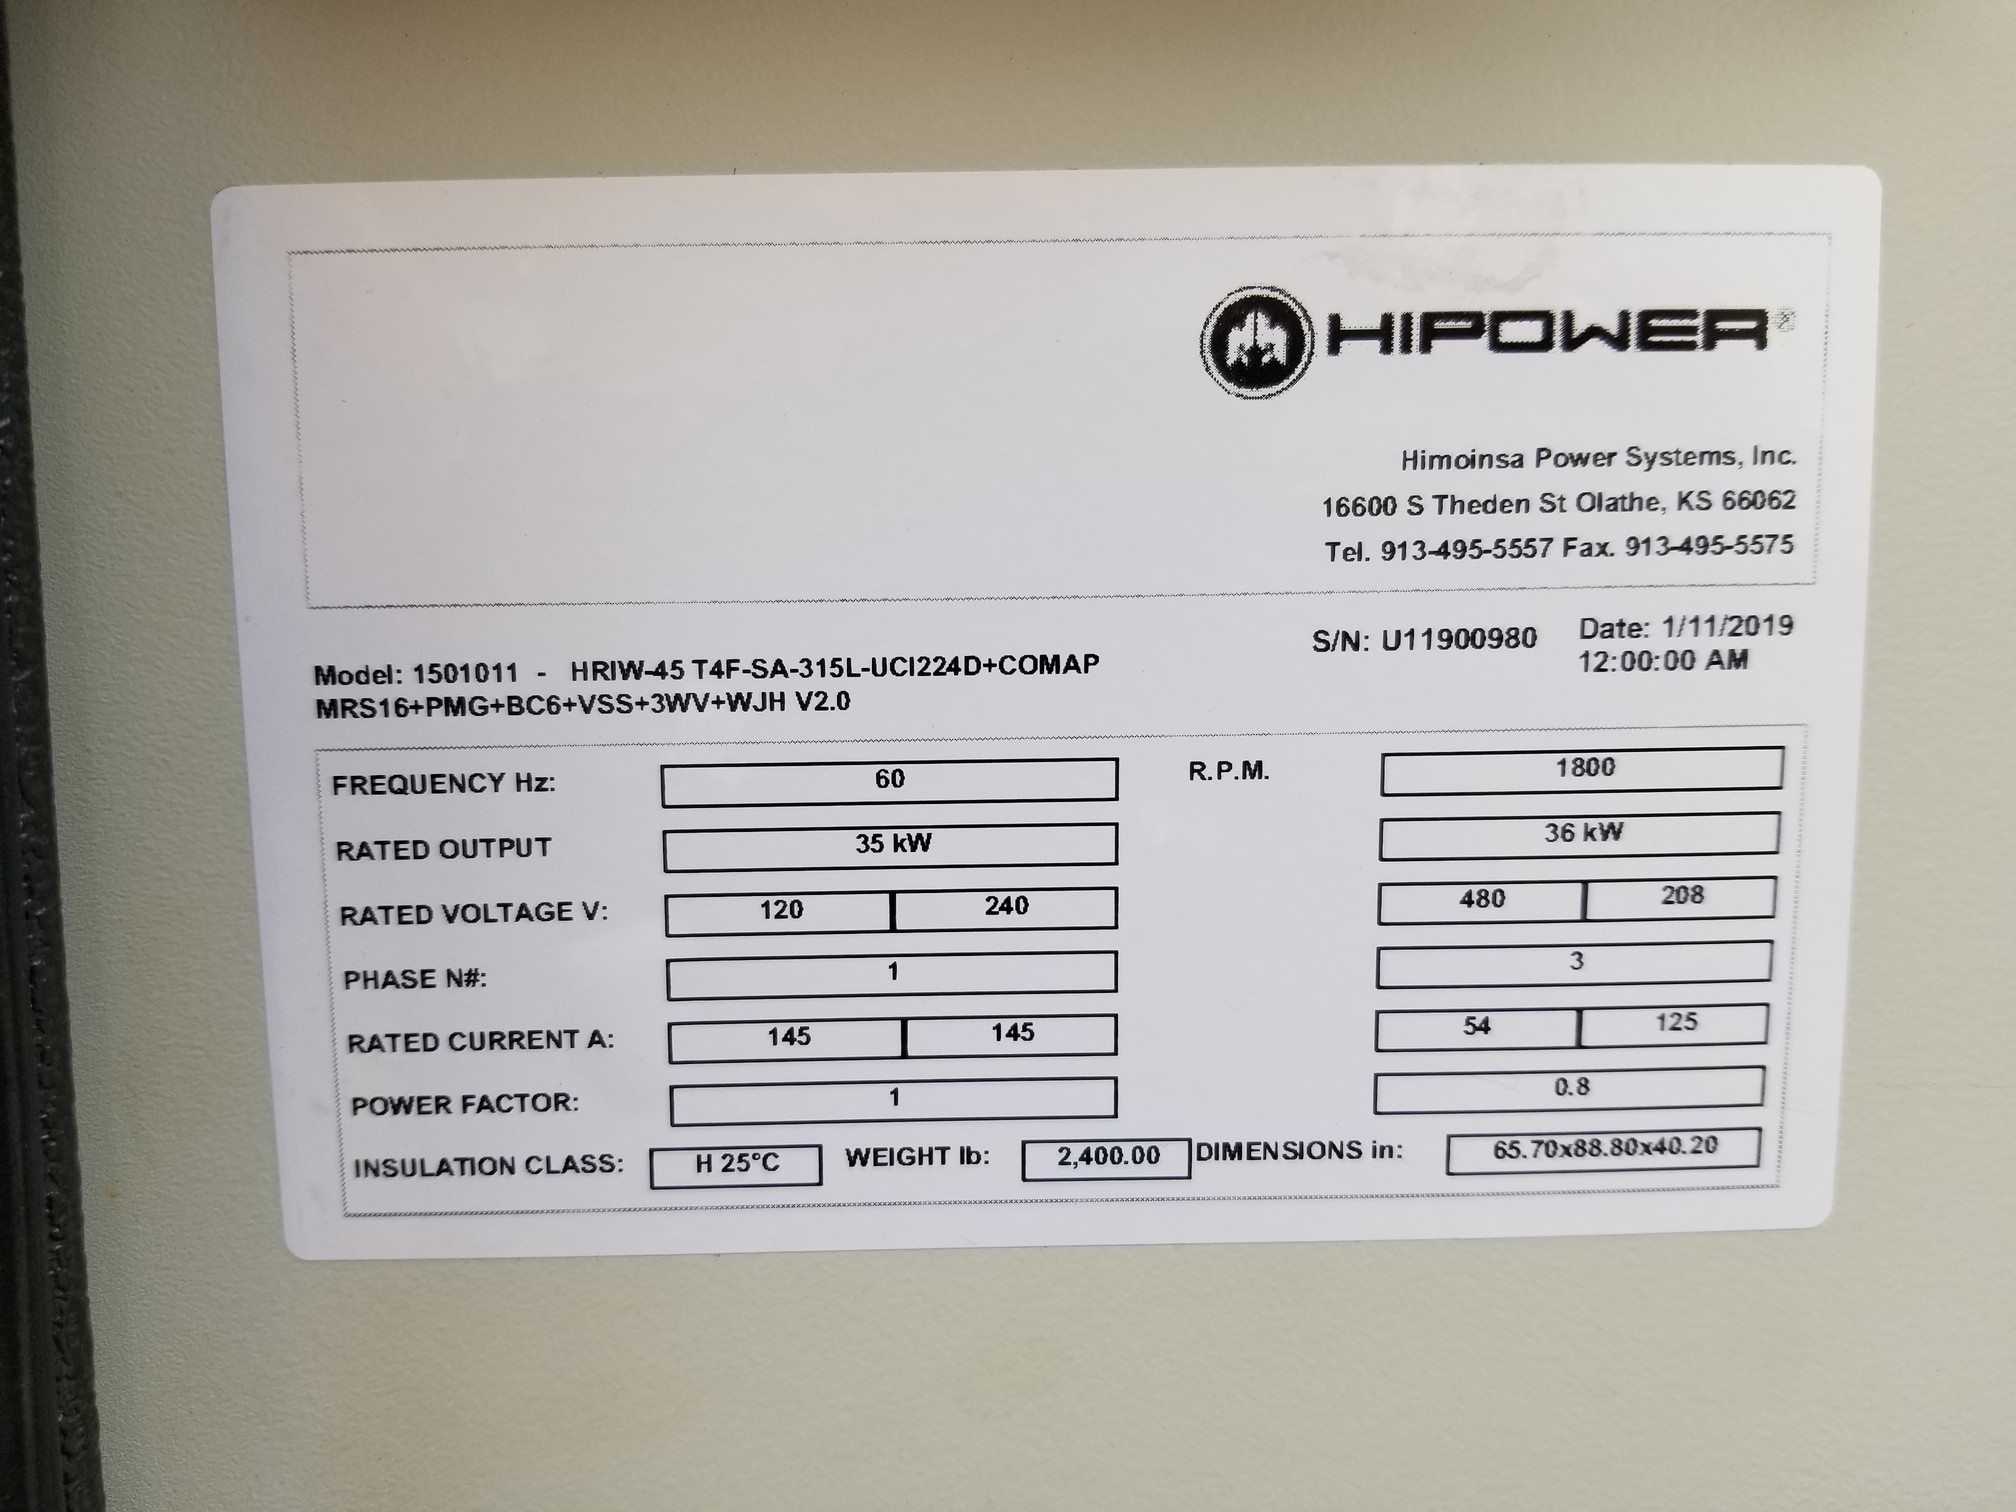 HIPOWER®
Himoinsa Power Systems, Inc.
16600 S Theden St Olathe, KS 66062
Tel. 913-495-5557 Fax. 913-495-5575
S/N: U11900980 Date: 1/11/2019
12:00:00 AM
Model: 1501011 - HRIW-45 T4F-SA-315L-UCI224D+COMAP
MRS16+PMG+BC6+VSS+3WV+WJH V2.0
FREQUENCY Hz: 60 R.P.M. 1800
RATED OUTPUT 35 kW 36 kW
RATED VOLTAGE V: 120 240 480 208
PHASE N#: 1 3
RATED CURRENT A: 145 145 54 125
POWER FACTOR: 1 0.8
INSULATION CLASS: H 25°C WEIGHT lb: 2,400.00 DIMENSIONS in: 65.70x88.80x40.20